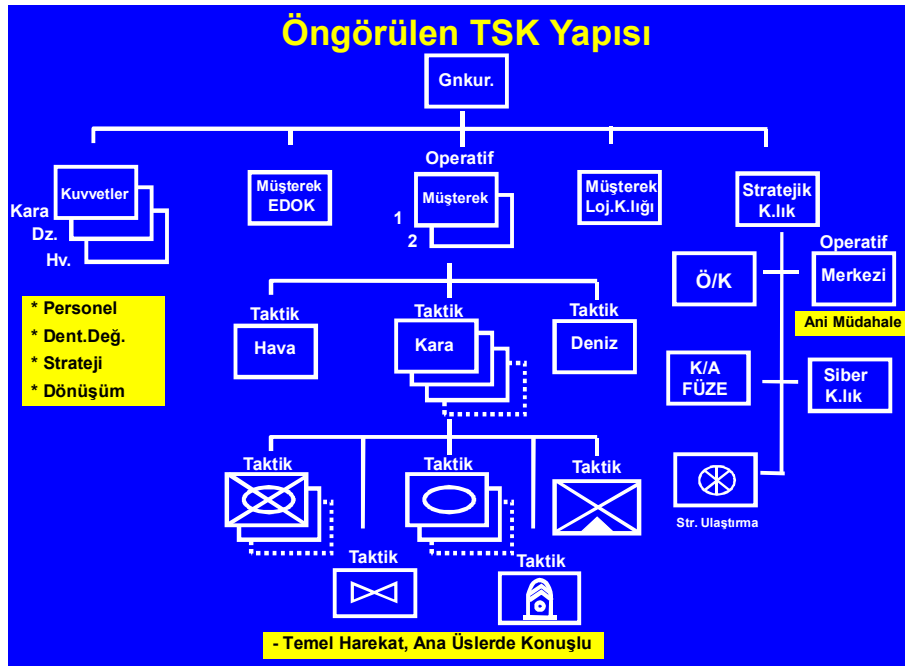 Öngörülen TSK Yapısı
Gnkur.
Kuvvetler
Kara
Dz.
Hv.
Müşterek
EDOK
Operatif
Müşterek
1
2
Müşterek
Loj.K.lığı
Stratejik
K.lık
Ö/K
Operatif
Merkezi
Ani Müdahale
* Personel
* Dent.Değ.
* Strateji
* Dönüşüm
Taktik
Hava
Taktik
Kara
Taktik
Deniz
K/A
FÜZE
Siber
K.lık
Taktik
Taktik
Taktik
Str. Ulaştırma
Taktik
Taktik
- Temel Harekat, Ana Üslerde Konuşlu